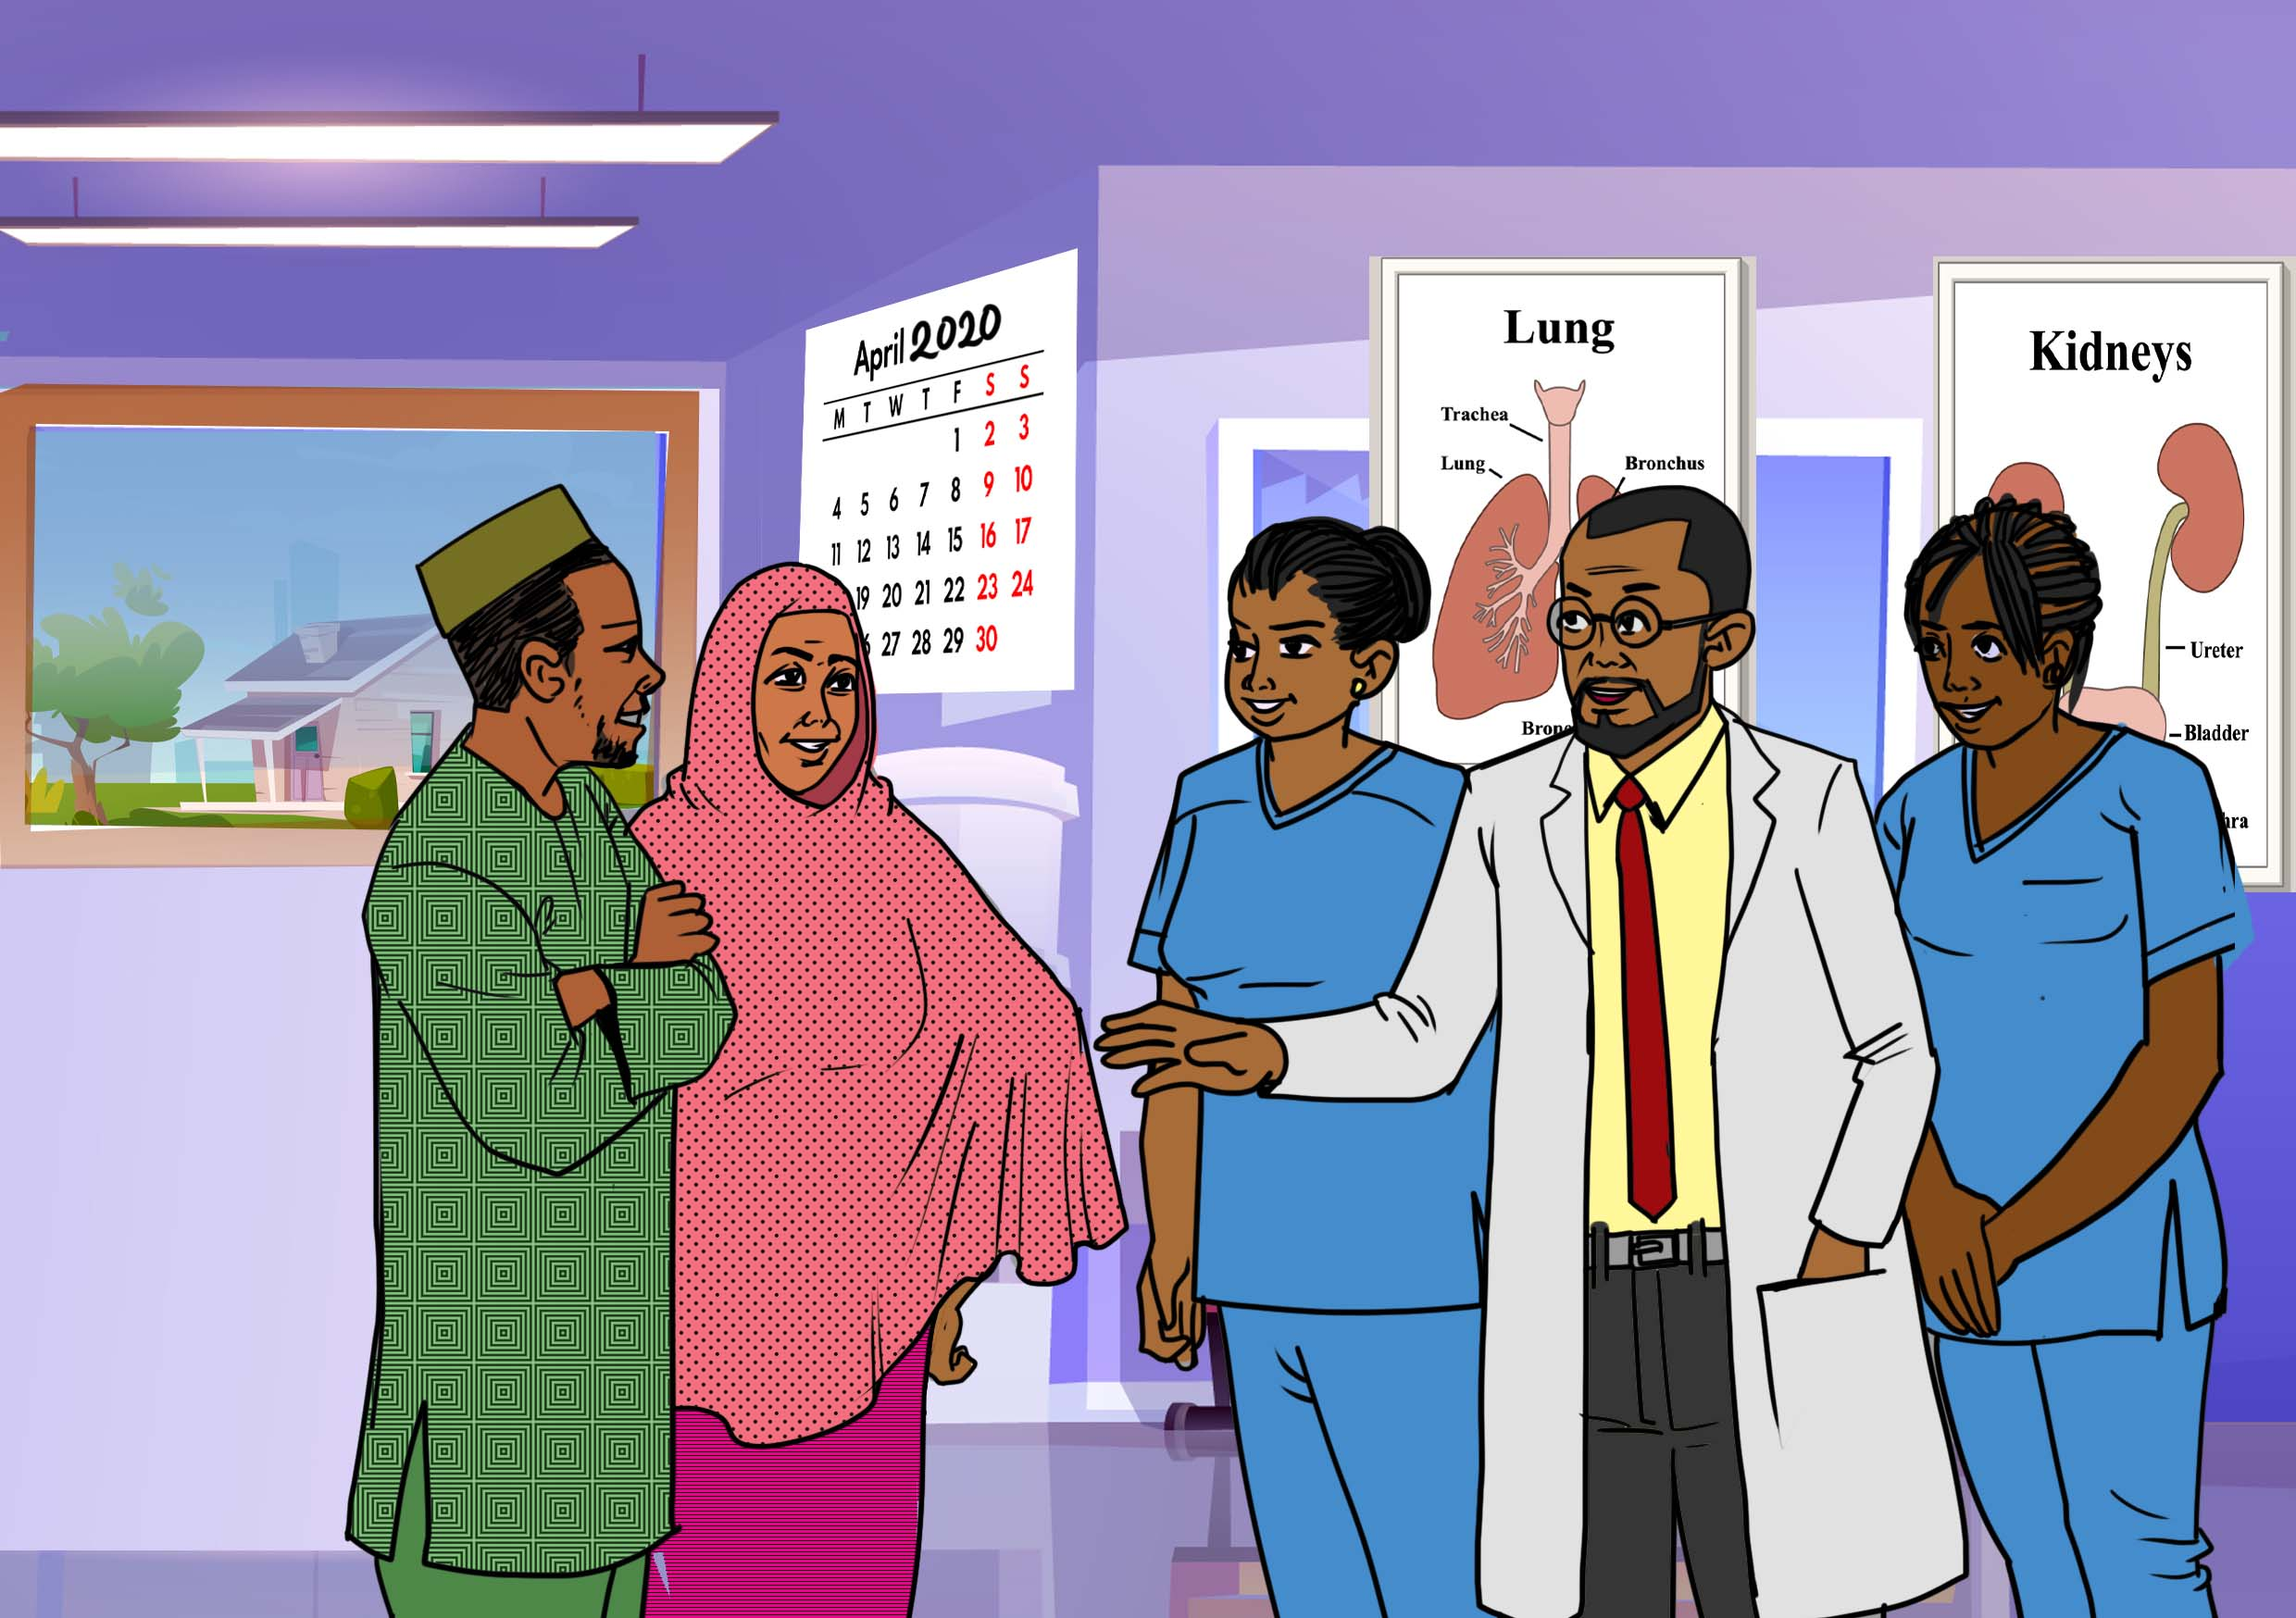 April 2020
M T W T F S S
1 2 3
4 5 6 7 8 9 10
11 12 13 14 15 16 17
19 20 21 22 23 24
27 28 29 30
Lung
Trachea
Lung
Bronchus
Kidneys
Ureter
Bladder